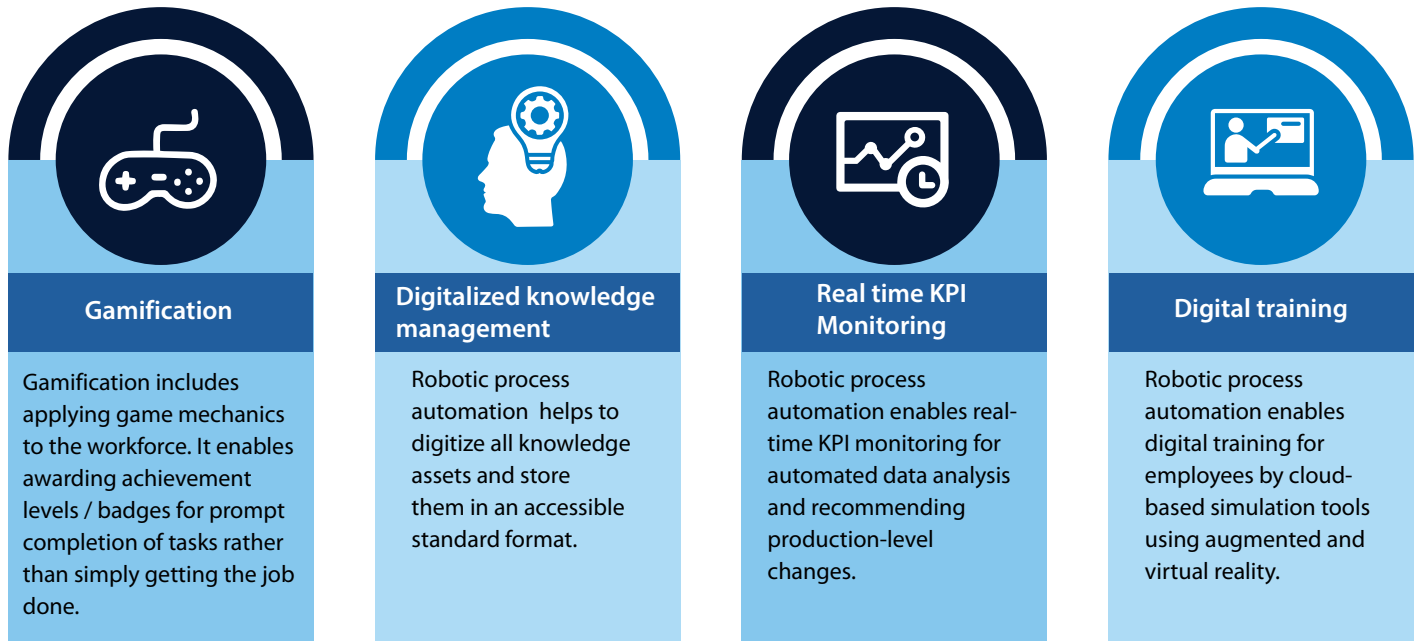 Gamification
Gamification includes
applying game mechanics
to the workforce. It enables
awarding achievement
levels / badges for prompt
completion of tasks rather
than simply getting the job
done.
Digitalized knowledge
management
Robotic process
automation  helps to
digitize all knowledge
assets and store
them in an accessible
standard format.
Real time KPI
Monitoring
Robotic process
automation enables real-
time KPI monitoring for
automated data analysis
and recommending
production-level
changes.
Digital training
Robotic process
automation enables
digital training for
employees by cloud-
based simulation tools
using augmented and
virtual reality.